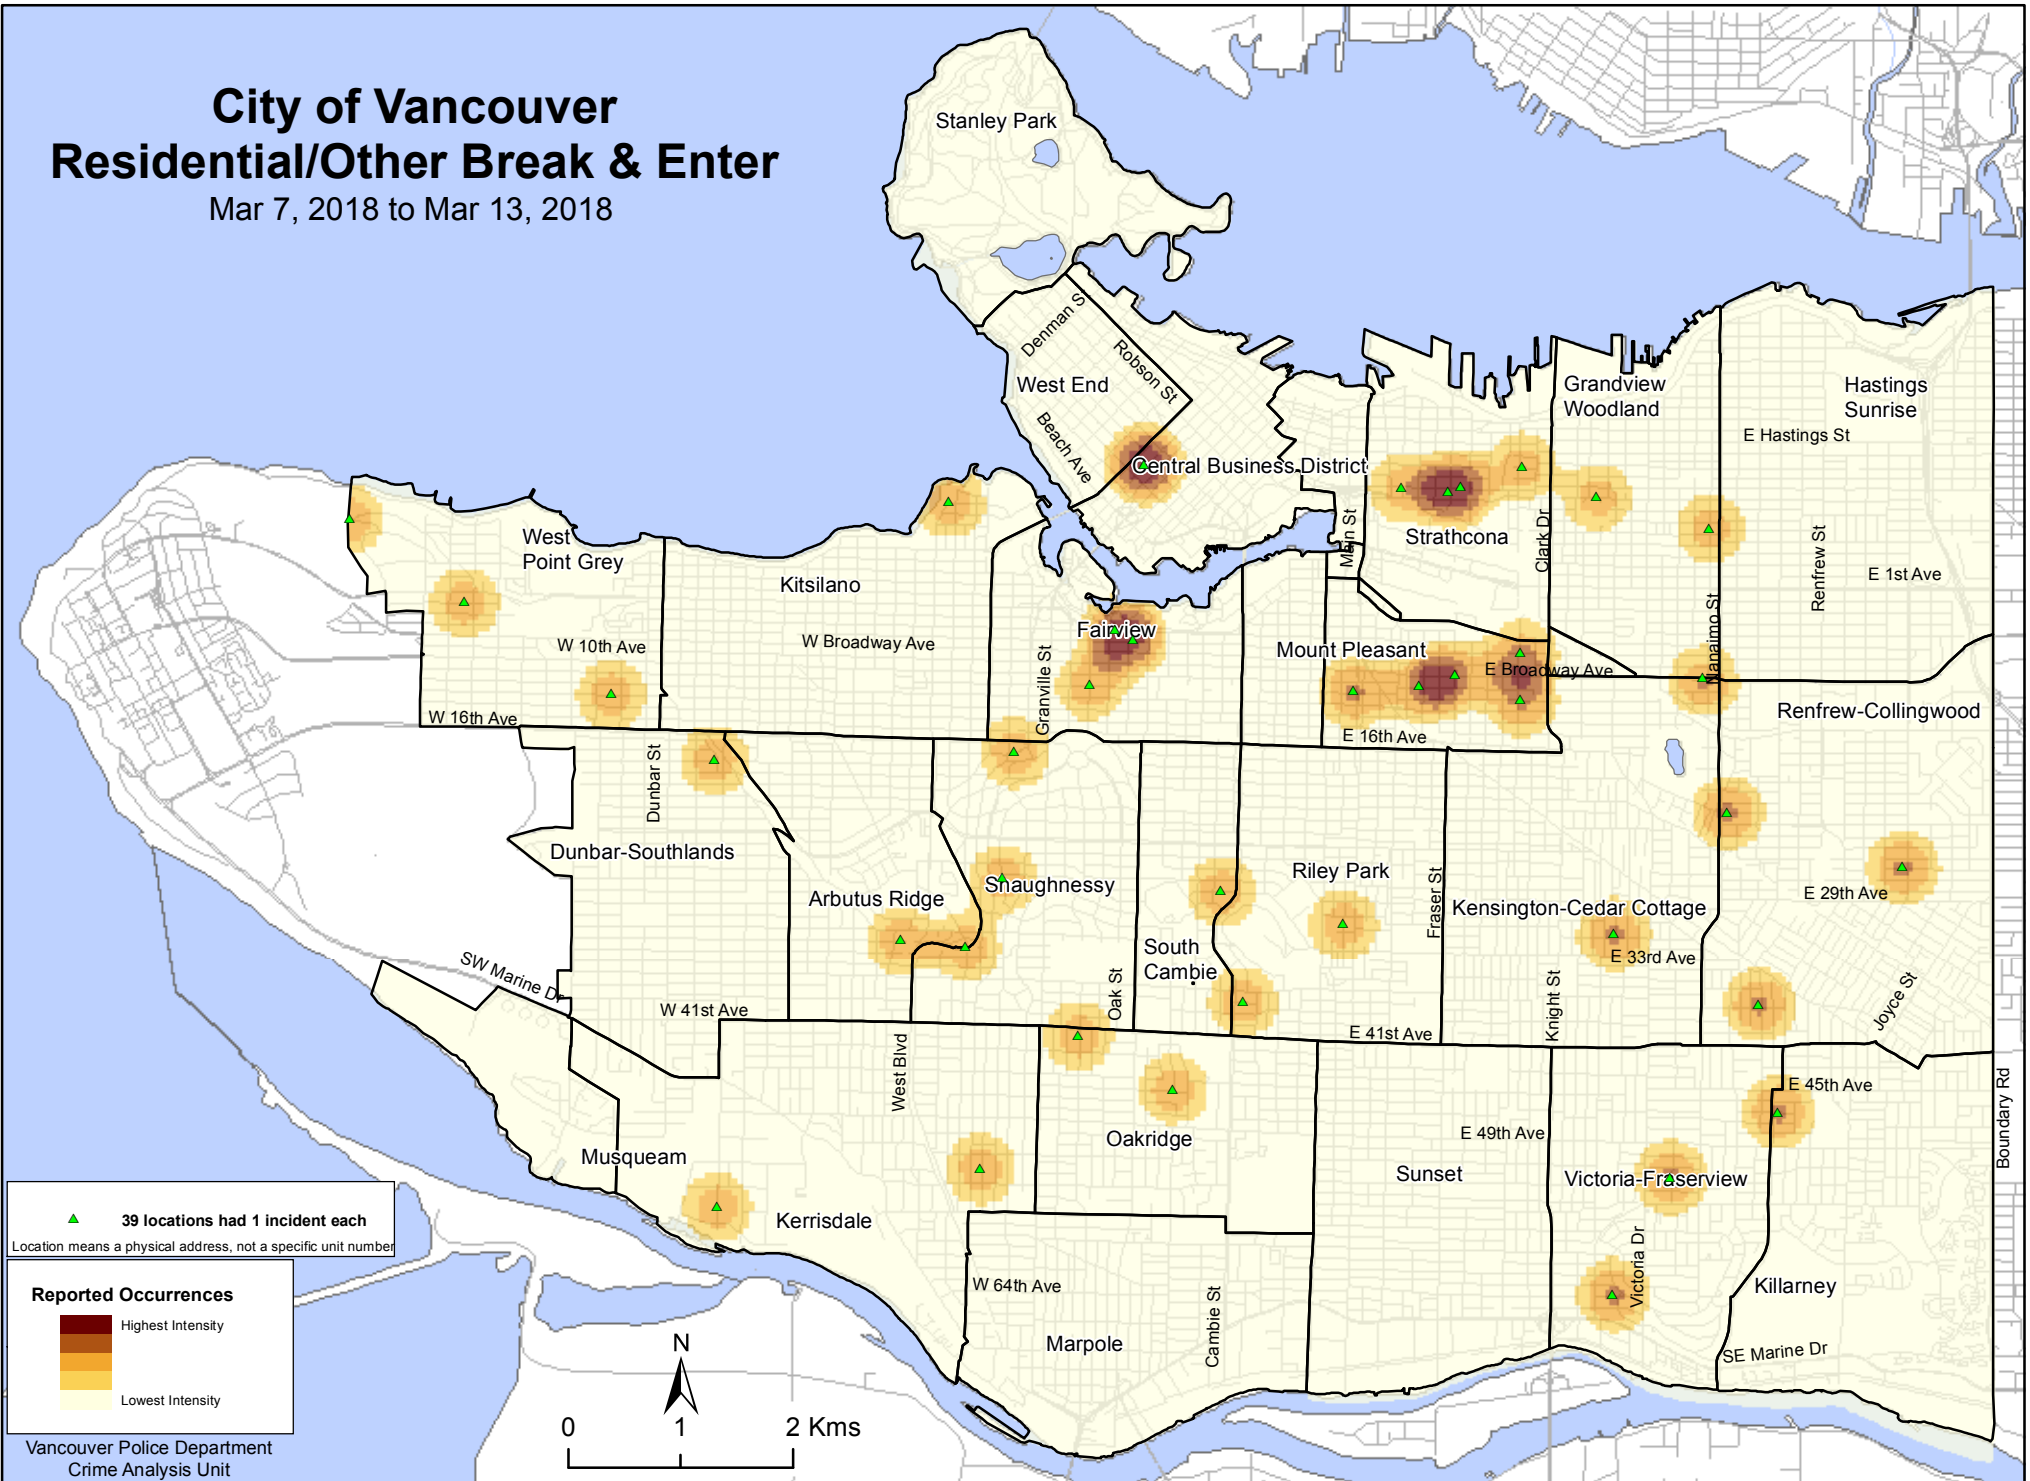 City of Vancouver
Residential/Other Break & Enter
Mar 7, 2018 to Mar 13, 2018
Stanley Park
Denman St
Robson St
West End
Beach Ave
Central Business District
Grandview
Woodland
Hastings
Sunrise
E Hastings St
Main St
Strathcona
Clark Dr
Renfrew St
E 1st Ave
Nanaimo St
West
Point Grey
Kitsilano
W 10th Ave
W Broadway Ave
Granville St
Fairview
Mount Pleasant
E Broadway Ave
W 16th Ave
E 16th Ave
Renfrew-Collingwood
Dunbar St
Dunbar-Southlands
Arbutus Ridge
Shaughnessy
Riley Park
Fraser St
E 29th Ave
Kensington-Cedar Cottage
South
Cambie
E 33rd Ave
SW Marine Dr
W 41st Ave
Oak St
E 41st Ave
Knight St
Joyce St
West Blvd
E 45th Ave
Boundary Rd
Oakridge
E 49th Ave
Musqueam
Sunset
Victoria-Fraserview
Kerrisdale
Victoria Dr
W 64th Ave
Killarney
Marpole
Cambie St
SE Marine Dr
39 locations had 1 incident each
Location means a physical address, not a specific unit number
Reported Occurrences
Highest Intensity
Lowest Intensity
Vancouver Police Department
Crime Analysis Unit
N
0 1 2 Kms